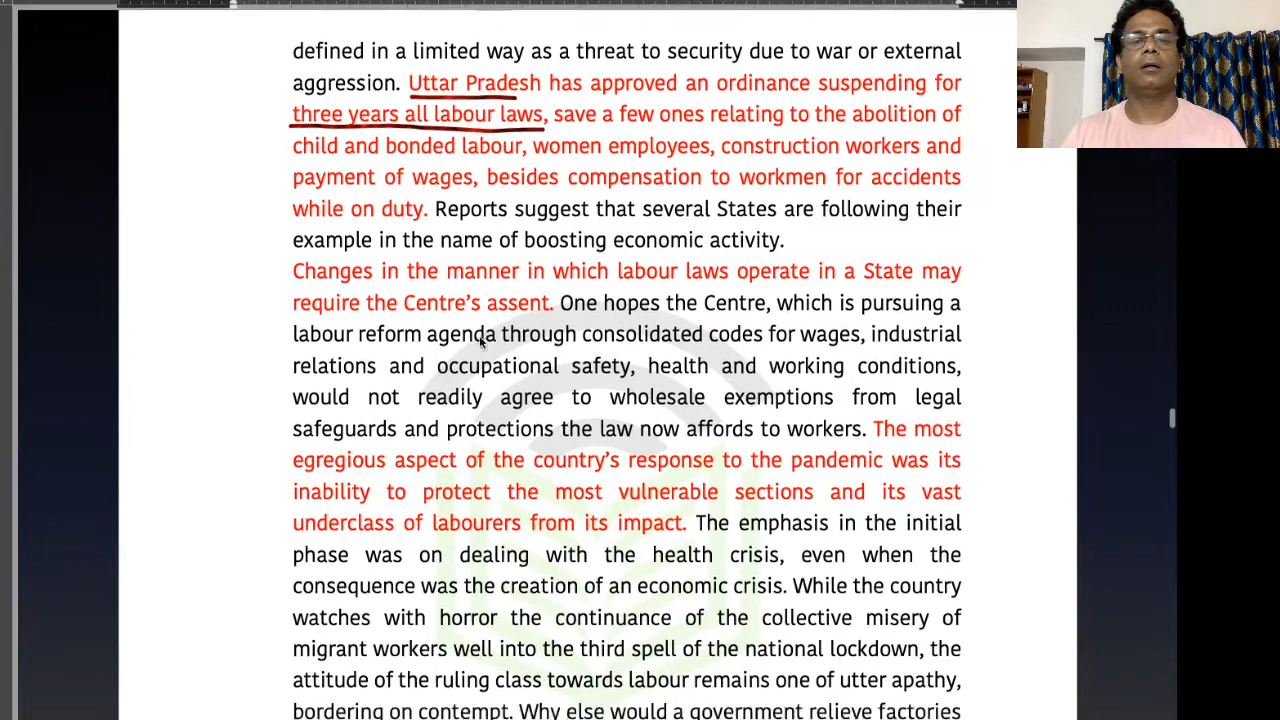 defined in a limited way as a threat to security due to war or external
aggression. Uttar Pradesh has approved an ordinance suspending for
three years all labour laws, save a few ones relating to the abolition of
child and bonded labour, women employees, construction workers and
payment of wages, besides compensation to workmen for accidents
while on duty. Reports suggest that several States are following their
example in the name of boosting economic activity.
Changes in the manner in which labour laws operate in a State may
require the Centre’s assent. One hopes the Centre, which is pursuing a
labour reform agenda through consolidated codes for wages, industrial
relations and occupational safety, health and working conditions,
would not readily agree to wholesale exemptions from legal
safeguards and protections the law now affords to workers. The most
egregious aspect of the country’s response to the pandemic was its
inability to protect the most vulnerable sections and its vast
underclass of labourers from its impact. The emphasis in the initial
phase was on dealing with the health crisis, even when the
consequence was the creation of an economic crisis. While the country
watches with horror the continuance of the collective misery of
migrant workers well into the third spell of the national lockdown, the
attitude of the ruling class towards labour remains one of utter apathy,
bordering on contempt. Why else would a government relieve factories